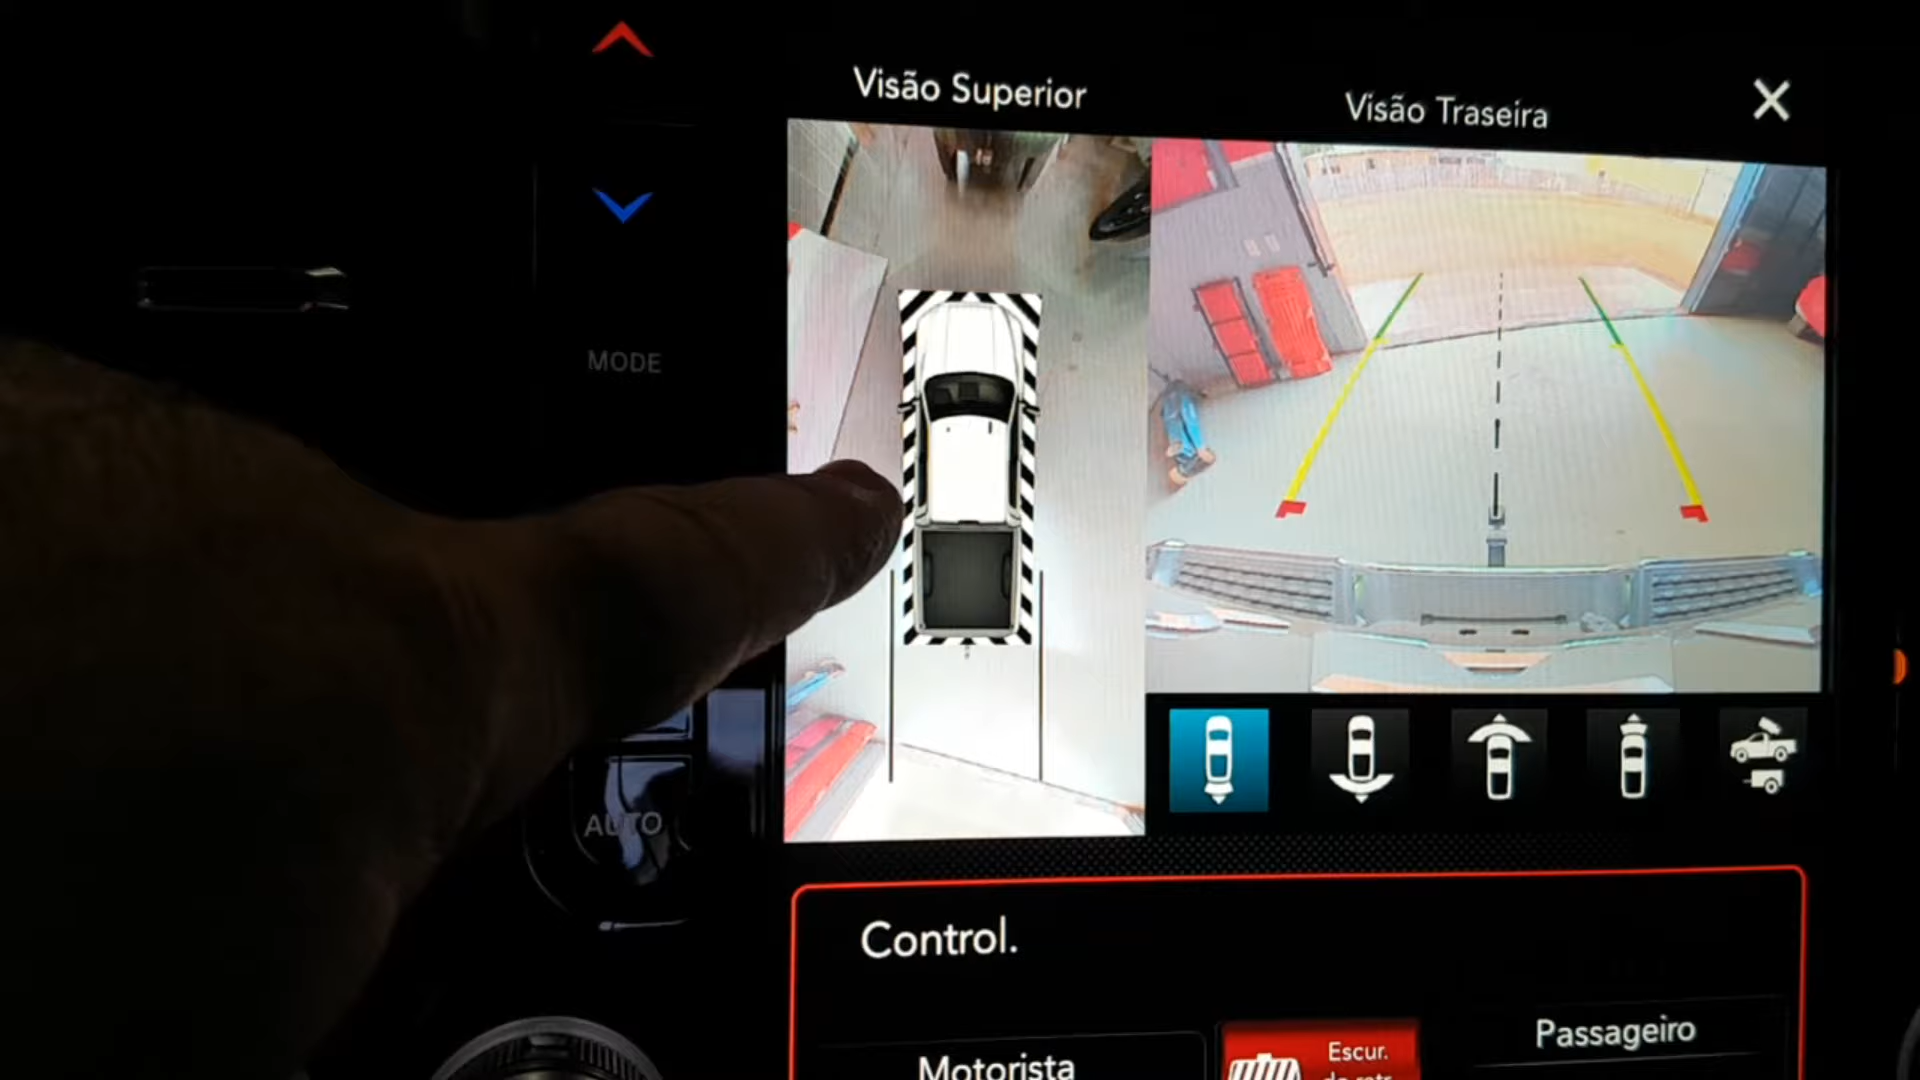 Visão Superior
Visão Traseira
MODE
AUTO
Control.
Motorista
Escur.
Passageiro